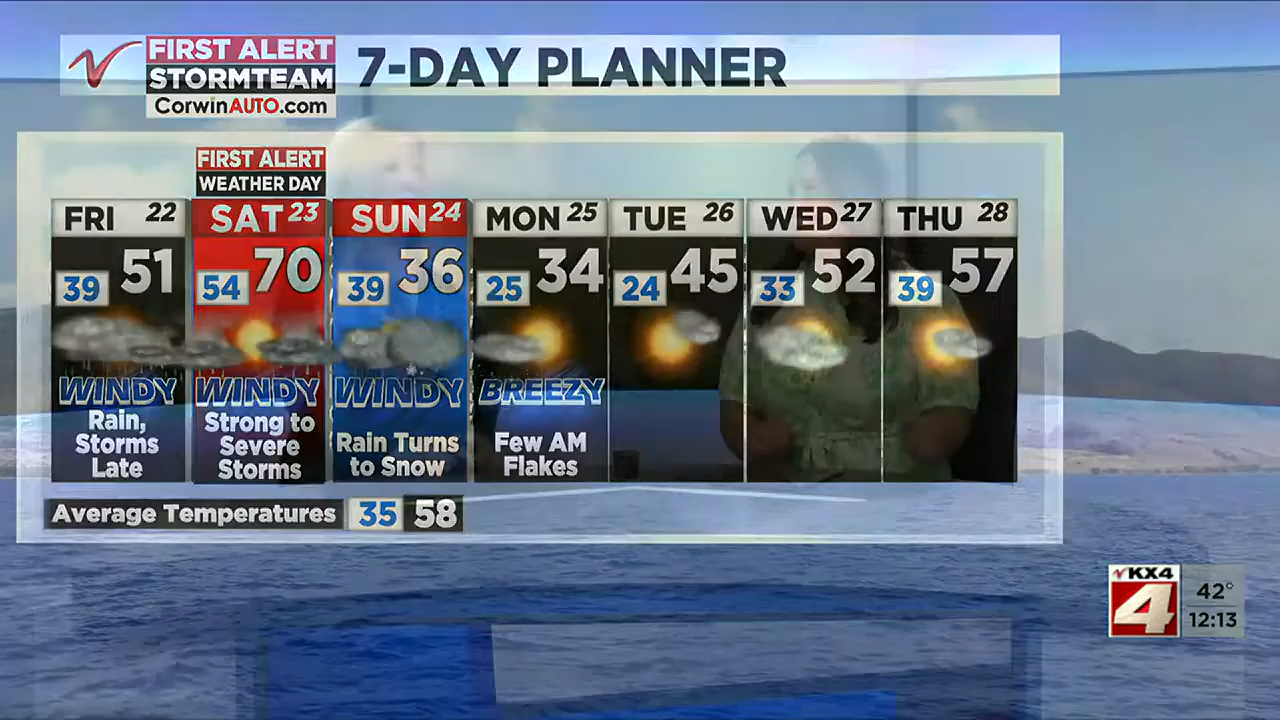 FIRST ALERT
STORMTEAM
CorwinAUTO.com
7-DAY PLANNER
FIRST ALERT
WEATHER DAY
FRI 22
39 51
WINDY
Rain,
Storms
Late
SAT 23
54 70
WINDY
Strong to
Severe
Storms
SUN 24
39 36
WINDY
Rain Turns
to Snow
MON 25
25 34
BREEZY
Few AM
Flakes
TUE 26
24 45
WED 27
33 52
THU 28
39 57
Average Temperatures 35 58
KX4
4
42°
12:13